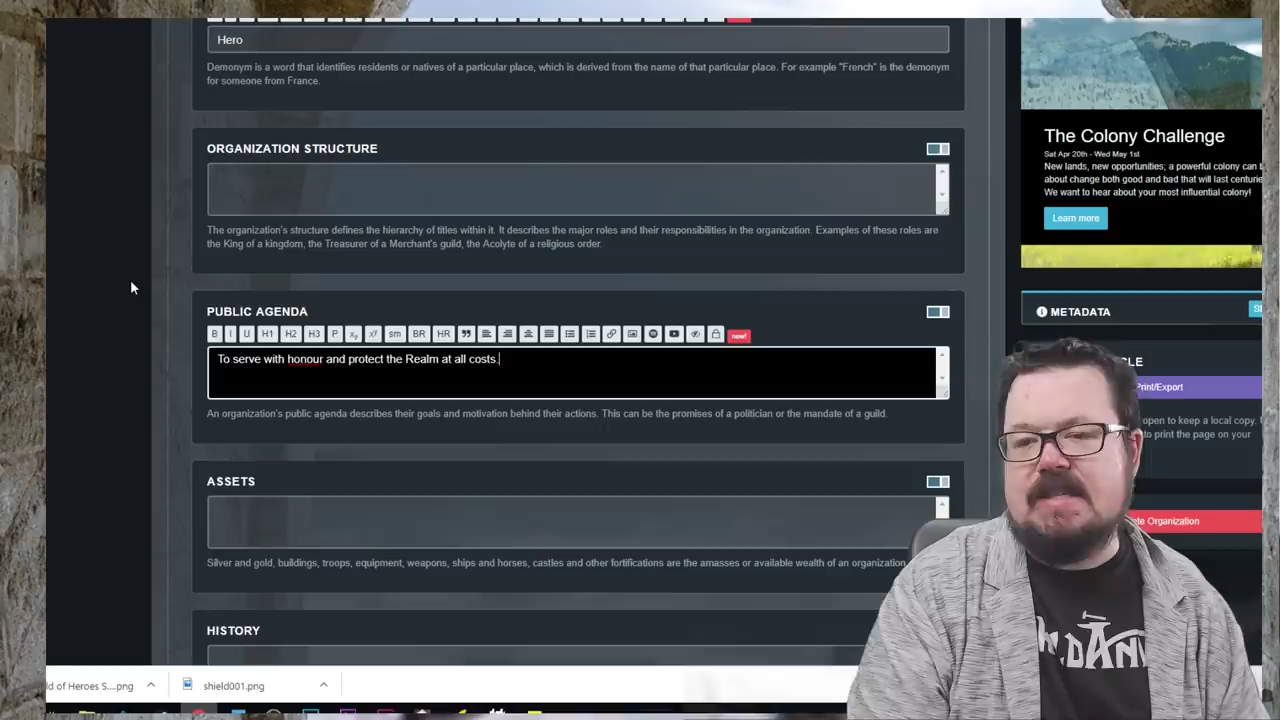 Hero
Demonym is a word that identifies residents or natives of a particular place, which is derived from the name of that particular place. For example "French" is the demonym
for someone from France.
ORGANIZATION STRUCTURE
The organization's structure defines the hierarchy of titles within it. It describes the major roles and their responsibilities in the organization. Examples of these roles are
the King of a kingdom, the Treasurer of a Merchant's guild, the Acolyte of a religious order.
PUBLIC AGENDA
B I U H1 H2 H3 P x₂ x² sm BR HR new!
To serve with honour and protect the Realm at all costs.
An organization's public agenda describes their goals and motivation behind their actions. This can be the promises of a politician or the mandate of a guild.
ASSETS
Silver and gold, buildings, troops, equipment, weapons, ships and horses, castles and other fortifications are the amasses or available wealth of an organization
HISTORY
The Colony Challenge
Sat Apr 20th - Wed May 1st
New lands, new opportunities; a powerful colony can
about change both good and bad that will last
We want to hear about your most influential colony!
Learn more
METADATA
CLE
Print/Export
open to keep a local copy.
to print the page on your
te Organization
ld of Heroes S....png
shield001.png